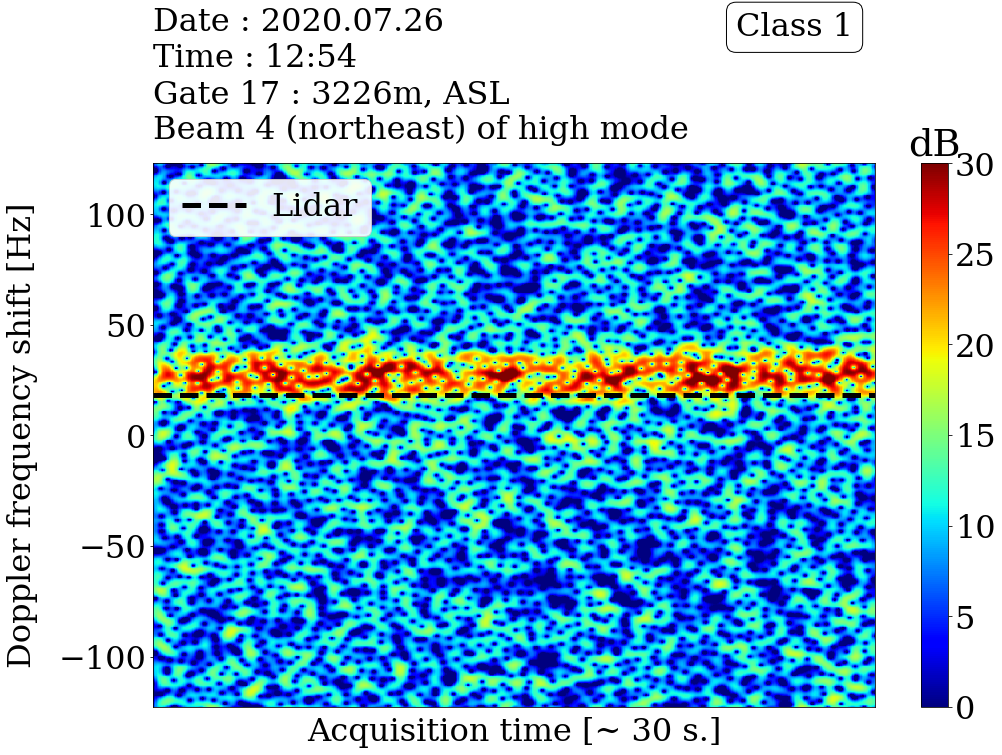 Date : 2020.07.26
Class 1
Time : 12:54
Gate 17 : 3226m, ASL
Beam 4 (northeast) of high mode
dB
Lidar
Doppler frequency shift [Hz]
100
50
0
−50
−100
30
25
20
15
10
5
0
Acquisition time [~ 30 s.]